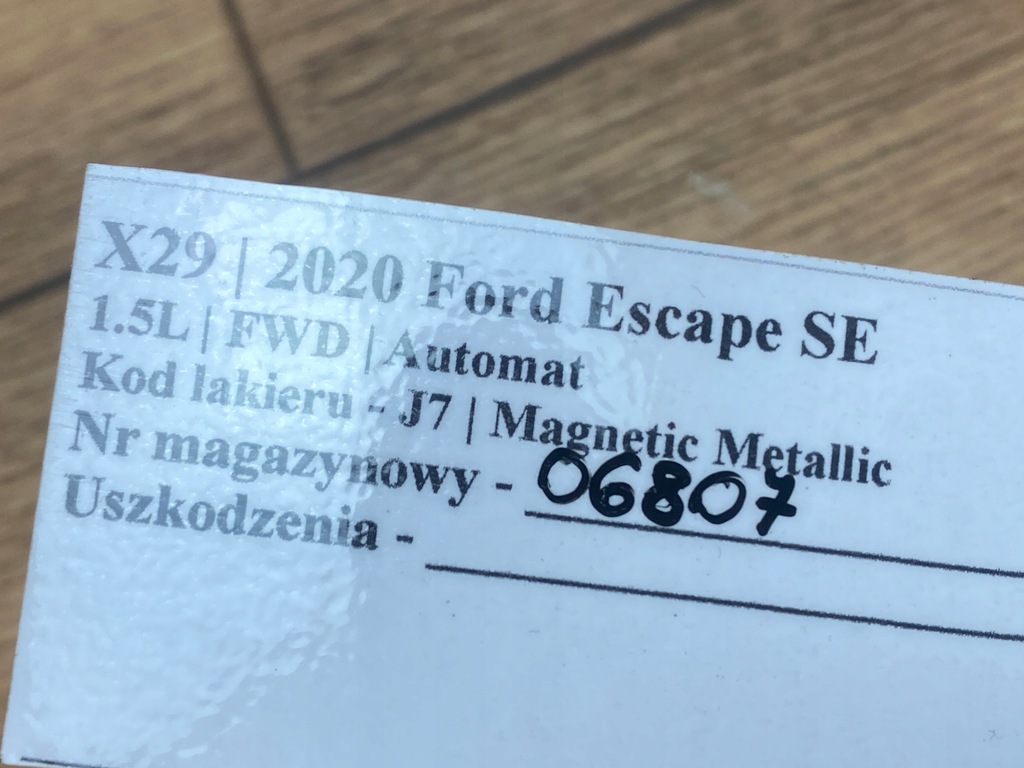 X29 | 2020 Ford Escape SE
1.5L | FWD | Automat
Kod lakieru - J7 | Magnetic Metallic
Nr magazynowy - 06807
Uszkodzenia -